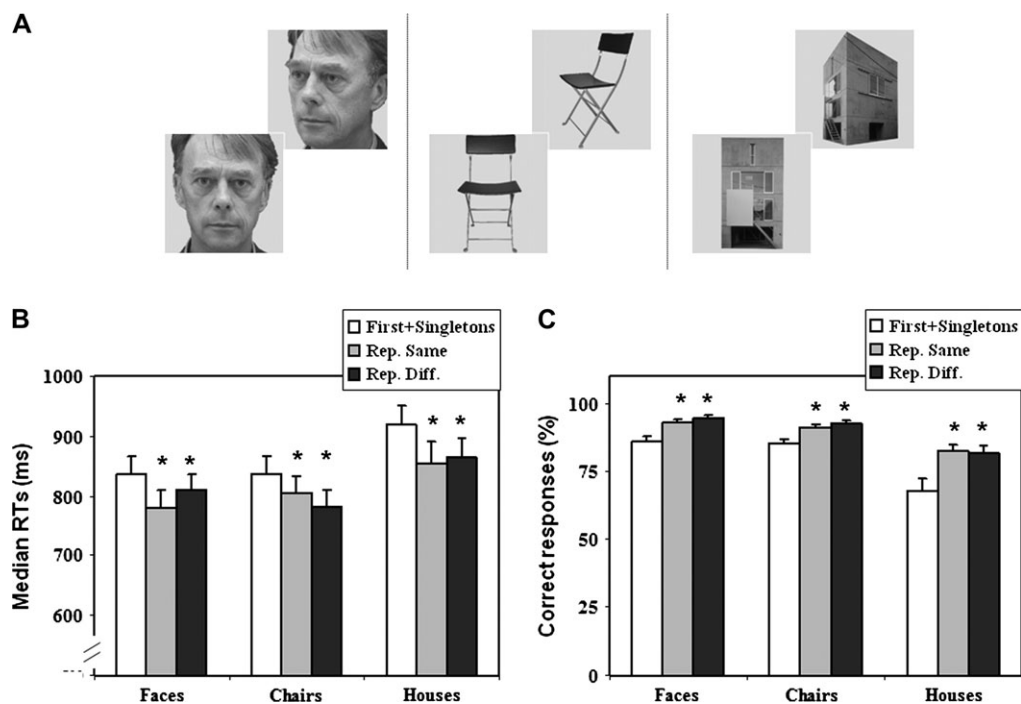 A
B
First+Singletons
Rep. Same
Rep. Diff.
Median RTs (ms)
1000
900
800
700
600
* * * * * *
Faces Chairs Houses
C
First+Singletons
Rep. Same
Rep. Diff.
Correct responses (%)
100
75
50
25
0
* * * * * *
Faces Chairs Houses